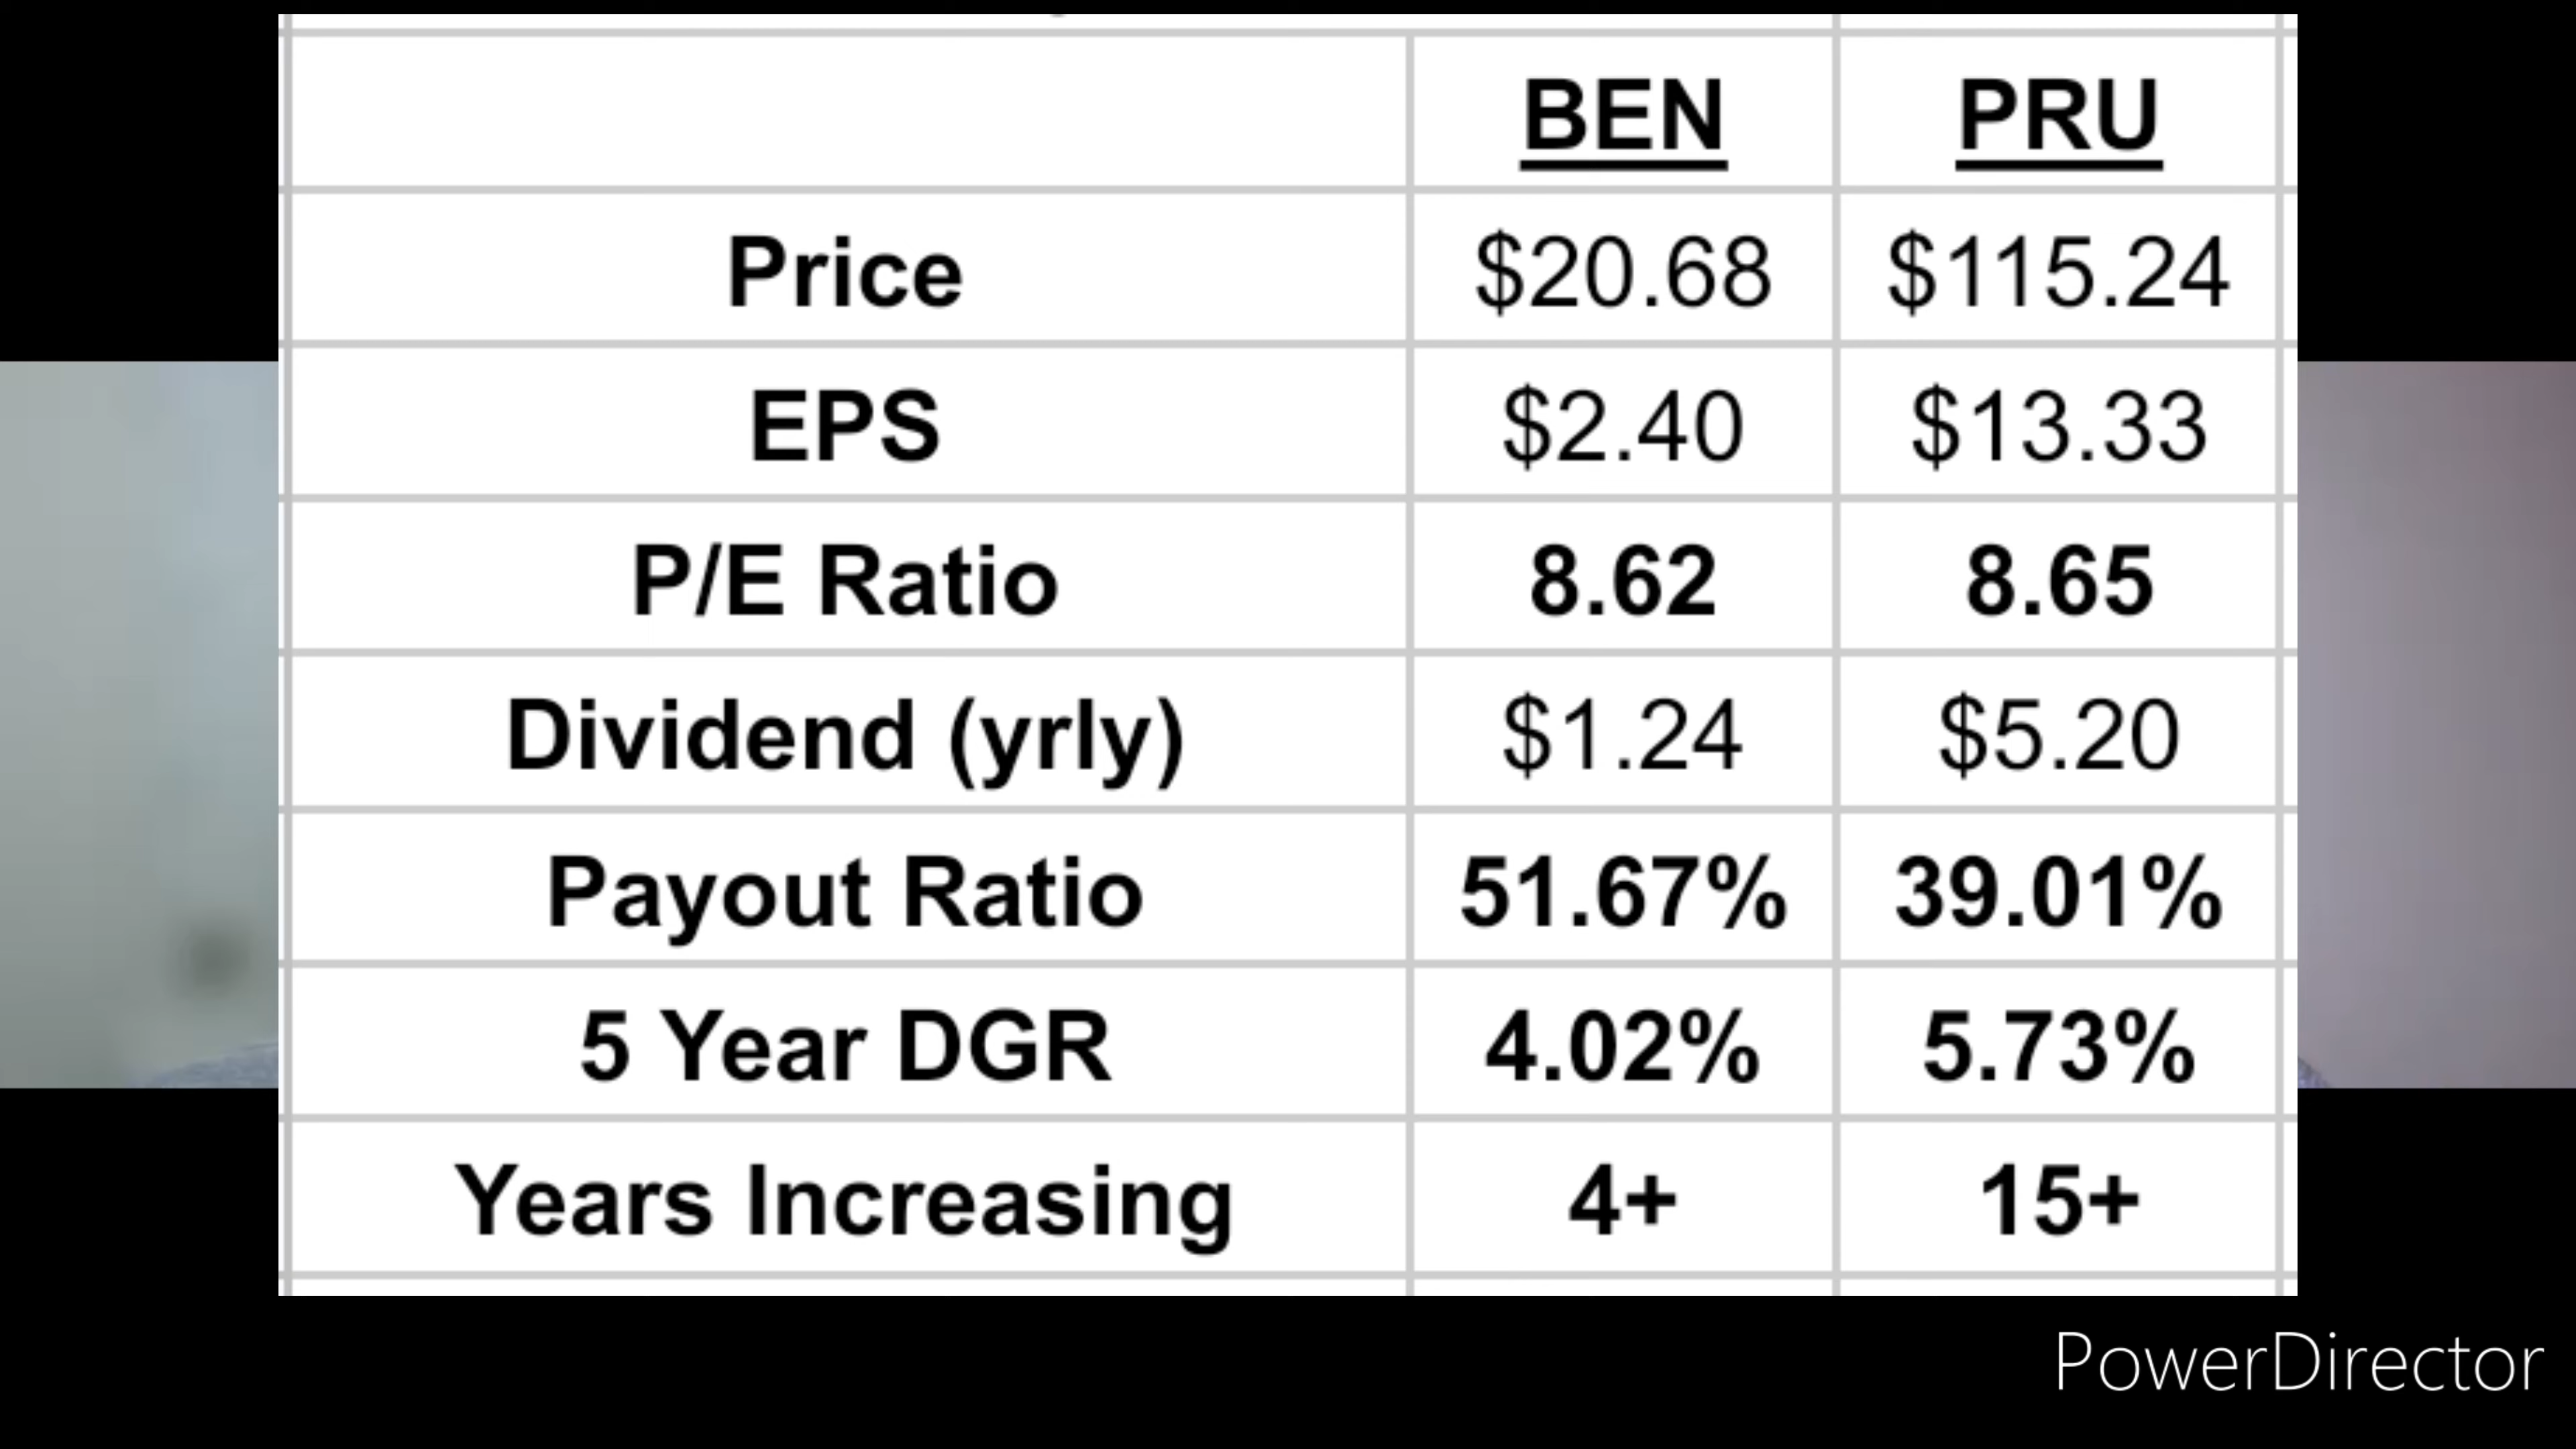 BEN PRU
Price $20.68 $115.24
EPS $2.40 $13.33
P/E Ratio 8.62 8.65
Dividend (yrly) $1.24 $5.20
Payout Ratio 51.67% 39.01%
5 Year DGR 4.02% 5.73%
Years Increasing 4+ 15+
PowerDirector